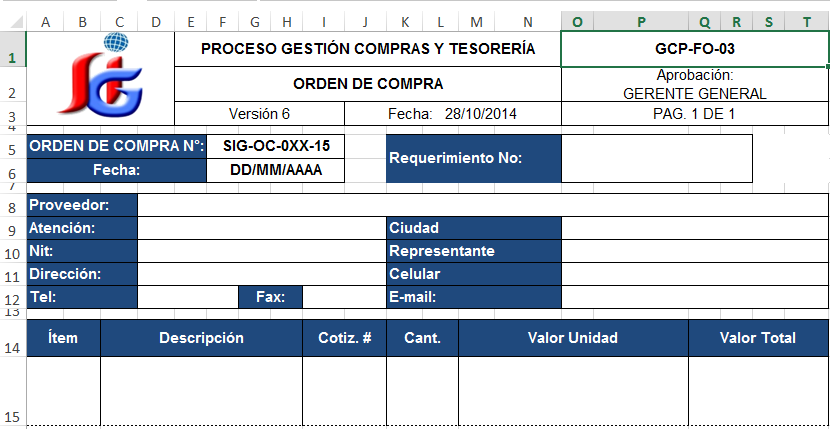 A B C D E F G H I J K L M N O P Q R S T
1 PROCESO GESTIÓN COMPRAS Y TESORERÍA GCP-FO-03
2 ORDEN DE COMPRA Aprobación:
GERENTE GENERAL
3 Versión 6 Fecha: 28/10/2014 PAG. 1 DE 1
4
5 ORDEN DE COMPRA N°: SIG-OC-0XX-15 Requerimiento No:
6 Fecha: DD/MM/AAAA
7
8 Proveedor:
9 Atención: Ciudad
10 Nit: Representante
11 Dirección: Celular
12 Tel: Fax: E-mail:
13
14 Ítem Descripción Cotiz. # Cant. Valor Unidad Valor Total
15